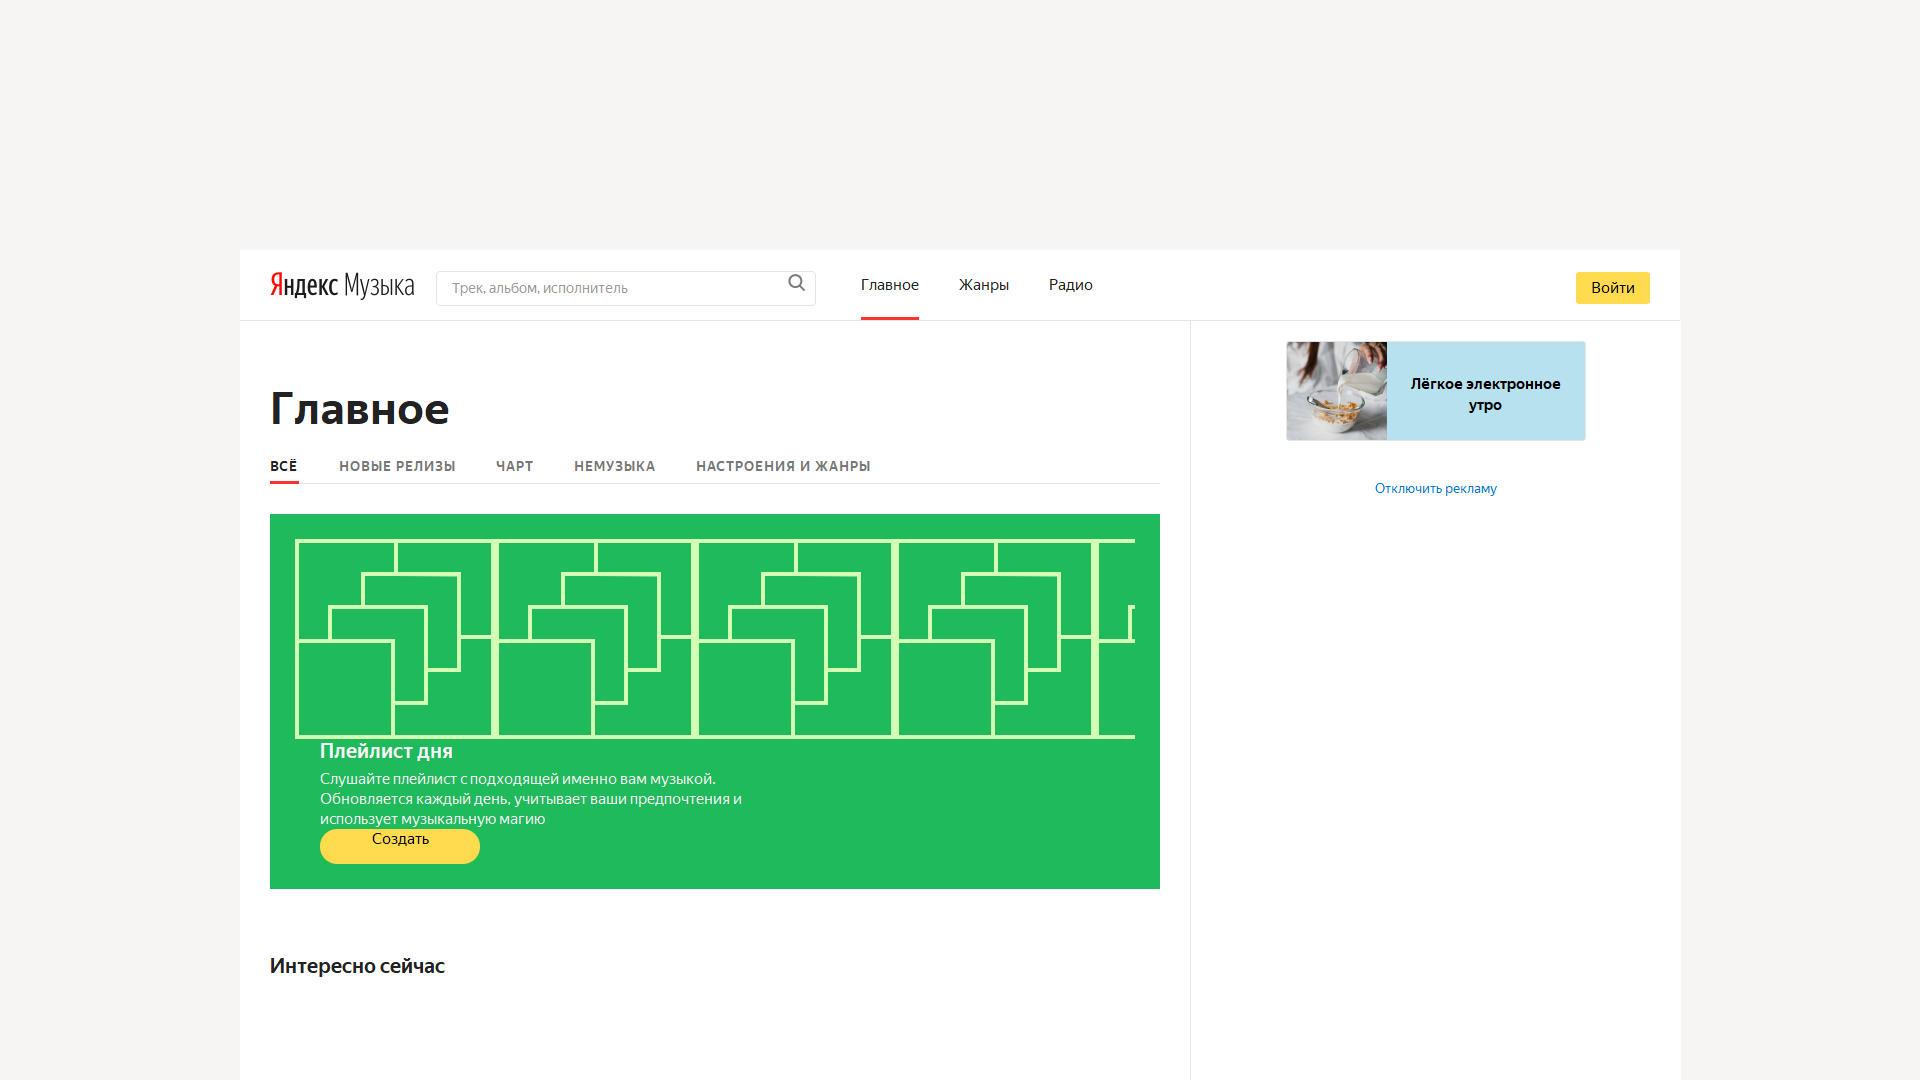 Яндекс Музыка
Трек, альбом, исполнитель
Главное
Жанры
Радио
Войти
Главное
ВСЁ
НОВЫЕ РЕЛИЗЫ
ЧАРТ
НЕМУЗЫКА
НАСТРОЕНИЯ И ЖАНРЫ
Плейлист дня
Слушайте плейлист с подходящей именно вам музыкой.
Обновляется каждый день, учитывает ваши предпочтения и
использует музыкальную магию
Создать
Интересно сейчас
Лёгкое электронное
утро
Отключить рекламу